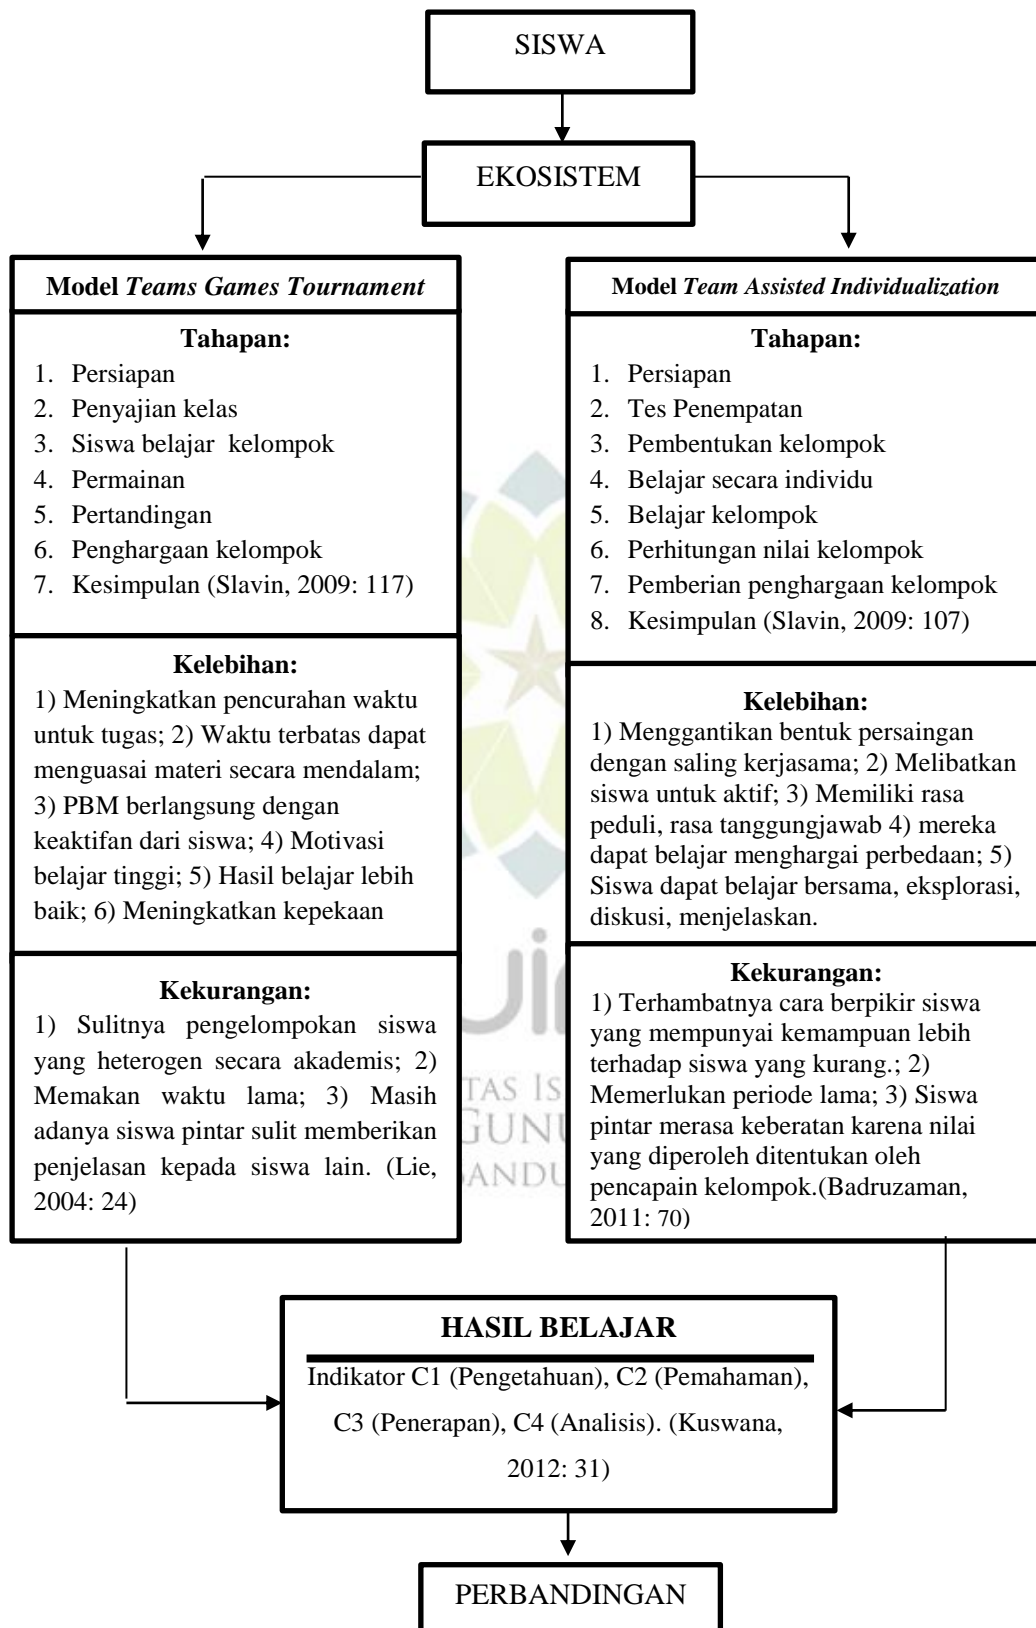 SISWA
EKOSISTEM
Model Teams Games Tournament
Tahapan:
1. Persiapan
2. Penyajian kelas
3. Siswa belajar kelompok
4. Permainan
5. Pertandingan
6. Penghargaan kelompok
7. Kesimpulan (Slavin, 2009: 117)
Kelebihan:
1) Meningkatkan pencurahan waktu
untuk tugas; 2) Waktu terbatas dapat
menguasai materi secara mendalam;
3) PBM berlangsung dengan
keaktifan dari siswa; 4) Motivasi
belajar tinggi; 5) Hasil belajar lebih
baik; 6) Meningkatkan kepekaan
Kekurangan:
1) Sulitnya pengelompokan siswa
yang heterogen secara akademis; 2)
Memakan waktu lama; 3) Masih
adanya siswa pintar sulit memberikan
penjelasan kepada siswa lain. (Lie,
2004: 24)
Model Team Assisted Individualization
Tahapan:
1. Persiapan
2. Tes Penempatan
3. Pembentukan kelompok
4. Belajar secara individu
5. Belajar kelompok
6. Perhitungan nilai kelompok
7. Pemberian penghargaan kelompok
8. Kesimpulan (Slavin, 2009: 107)
Kelebihan:
1) Menggantikan bentuk persaingan
dengan saling kerjasama; 2) Melibatkan
siswa untuk aktif; 3) Memiliki rasa
peduli, rasa tanggungjawab 4) mereka
dapat belajar menghargai perbedaan; 5)
Siswa dapat belajar bersama, eksplorasi,
diskusi, menjelaskan.
Kekurangan:
1) Terhambatnya cara berpikir siswa
yang mempunyai kemampuan lebih
terhadap siswa yang kurang.; 2)
Memerlukan periode lama; 3) Siswa
pintar merasa keberatan karena nilai
yang diperoleh ditentukan oleh
pencapain kelompok.(Badruzaman,
2011: 70)
HASIL BELAJAR
Indikator C1 (Pengetahuan), C2 (Pemahaman),
C3 (Penerapan), C4 (Analisis). (Kuswana,
2012: 31)
PERBANDINGAN